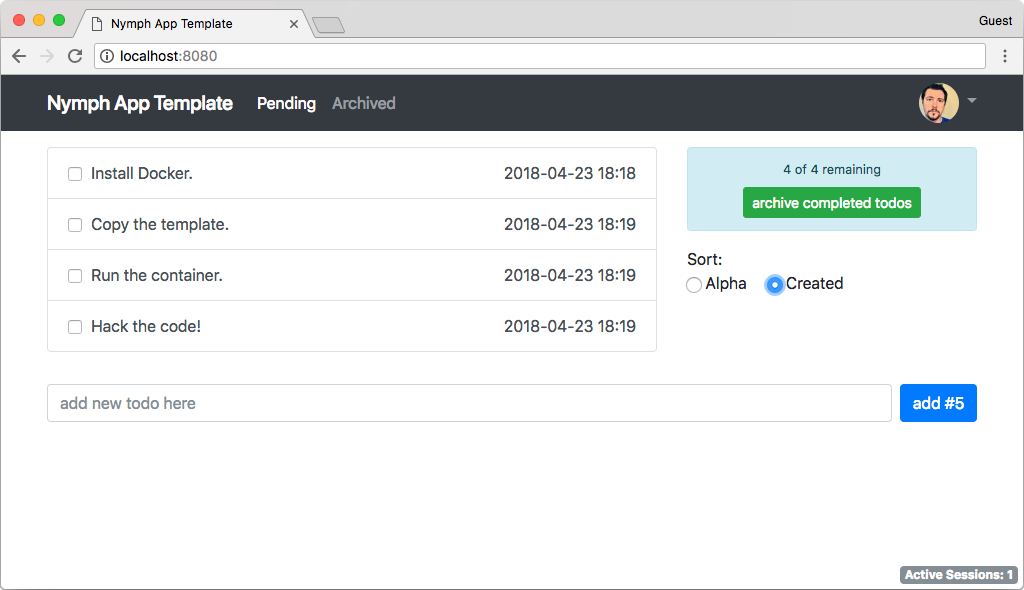 Nymph App Template
Guest
localhost:8080
Nymph App Template Pending Archived
Install Docker. 2018-04-23 18:18
Copy the template. 2018-04-23 18:19
Run the container. 2018-04-23 18:19
Hack the code! 2018-04-23 18:19
4 of 4 remaining
archive completed todos
Sort:
Alpha Created
add new todo here
add #5
Active Sessions: 1